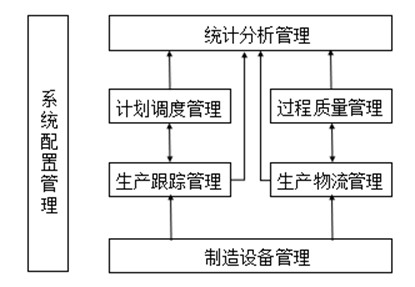 系统配置管理
统计分析管理
计划调度管理
过程质量管理
生产跟踪管理
生产物流管理
制造设备管理